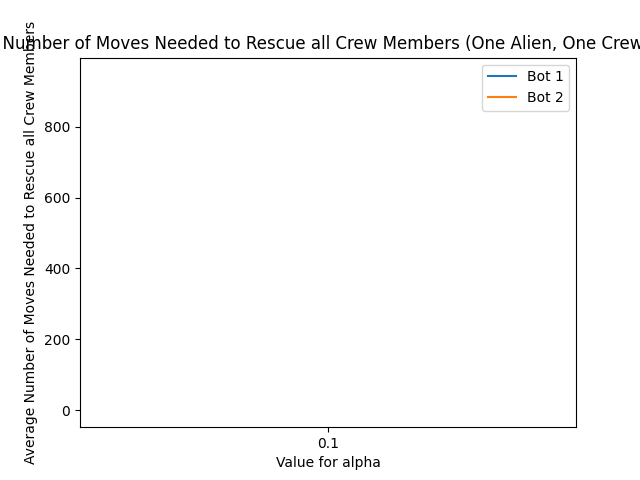 Number of Moves Needed to Rescue all Crew Members (One Alien, One Crew
Bot 1
Bot 2
Average Number of Moves Needed to Rescue all Crew Members
800
600
400
200
0
0.1
Value for alpha